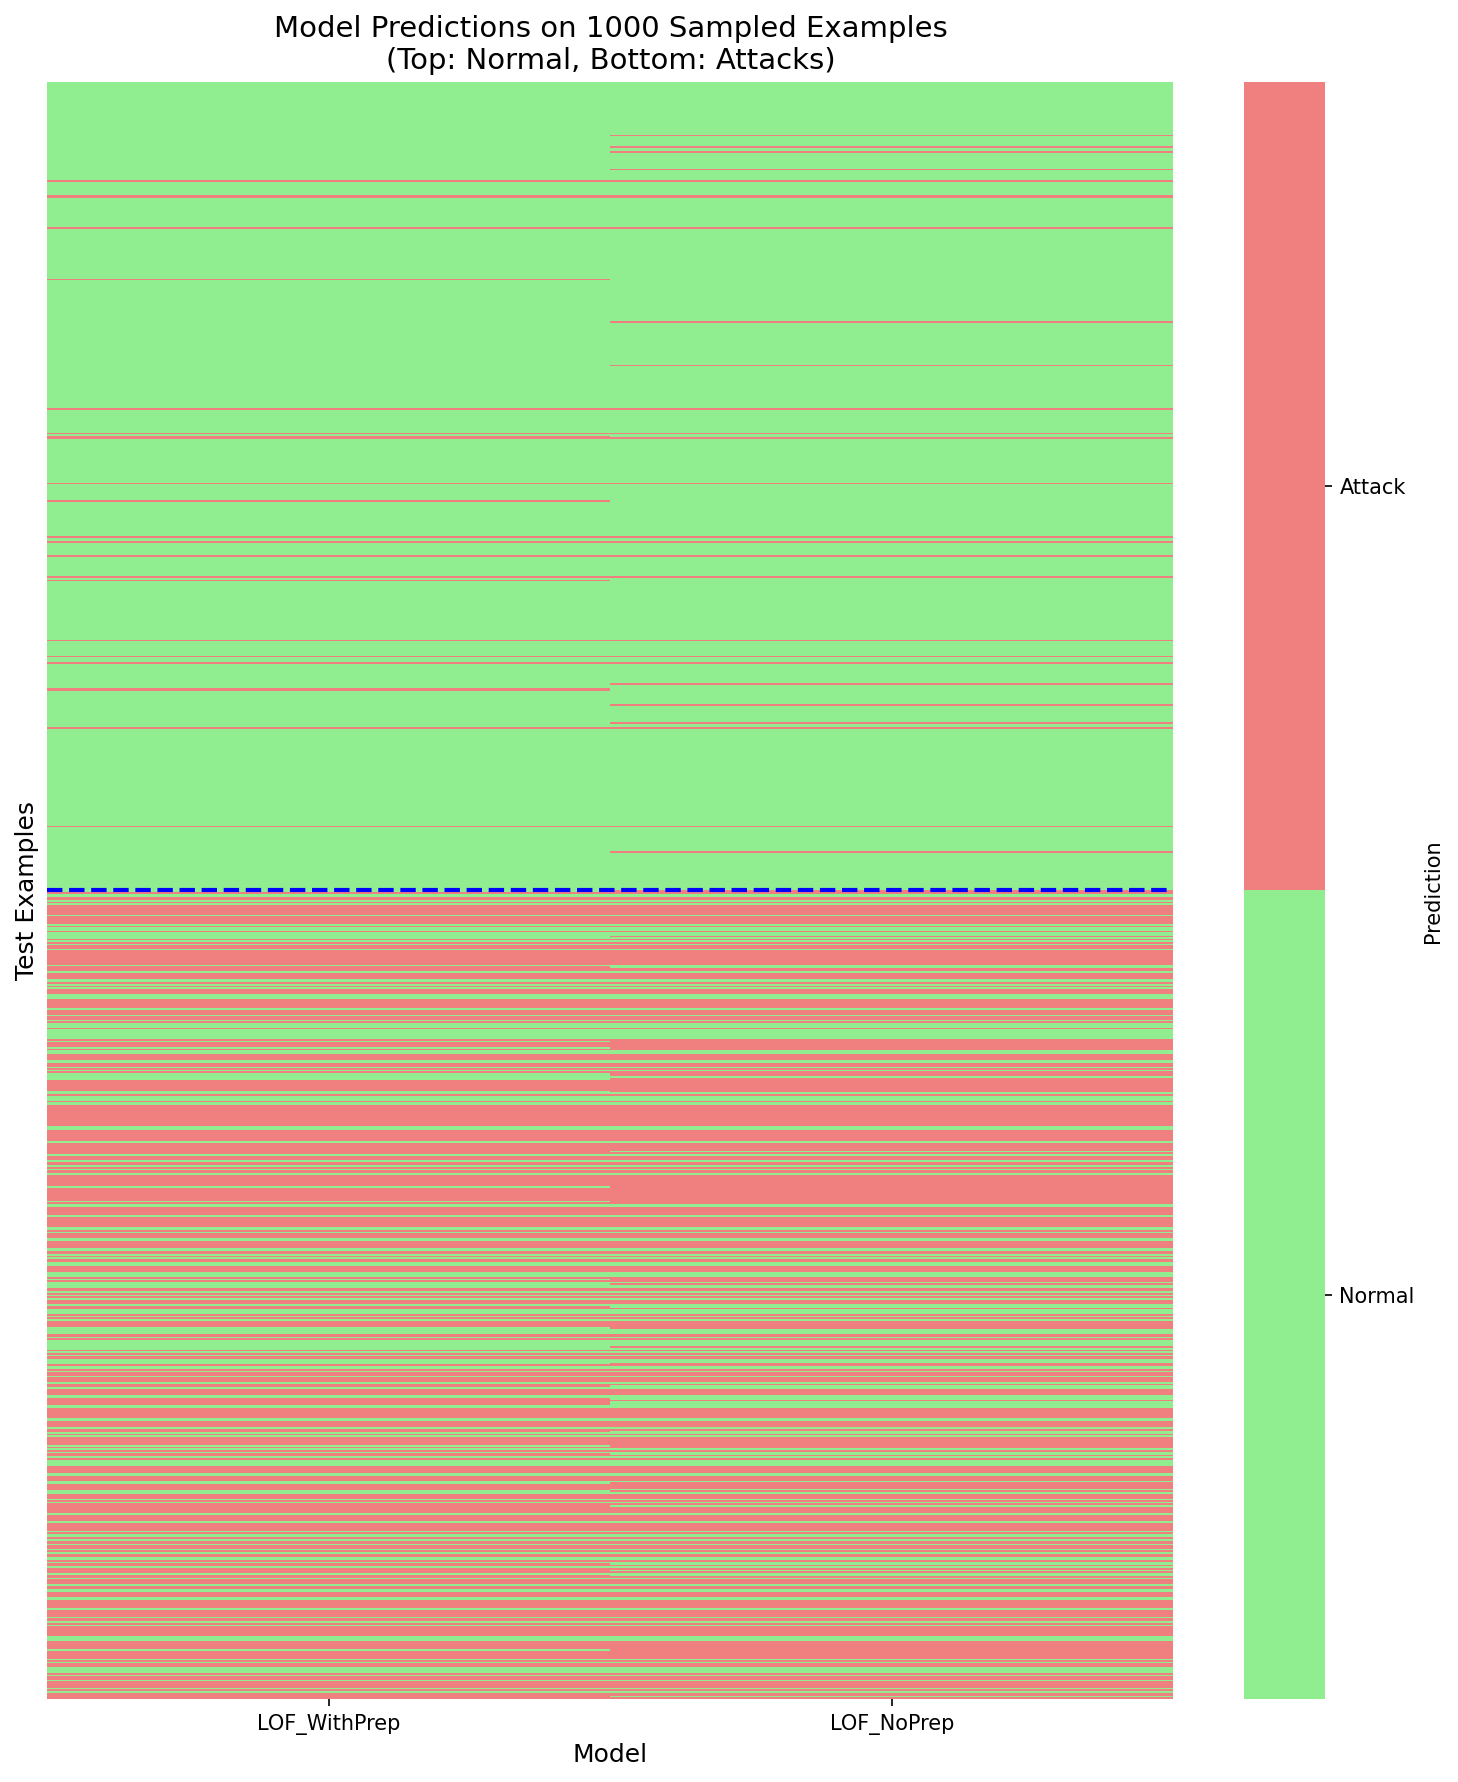 Model Predictions on 1000 Sampled Examples
(Top: Normal, Bottom: Attacks)
Test Examples
Attack
Normal
Prediction
LOF_WithPrep
LOF_NoPrep
Model